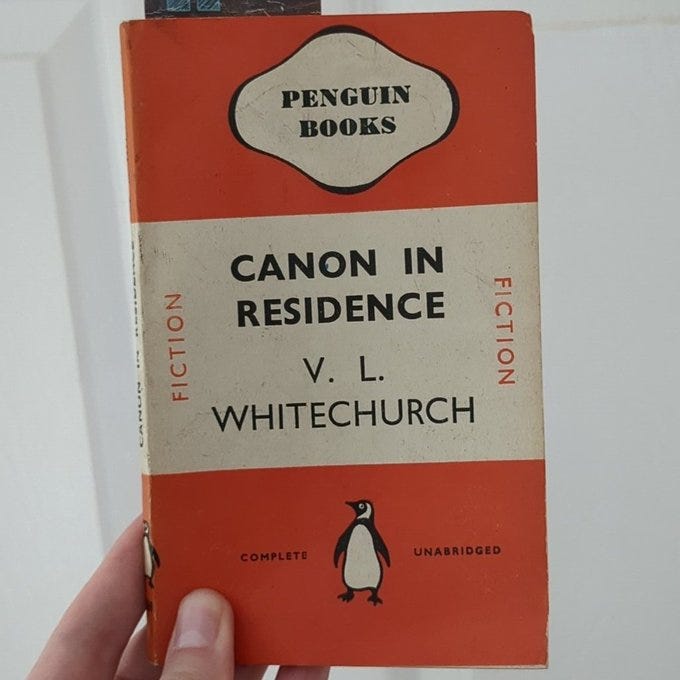 PENGUIN
BOOKS
CANON IN
RESIDENCE
V. L.
WHITECHURCH
FICTION
FICTION
COMPLETE
UNABRIDGED
CANON IN RESIDENCE